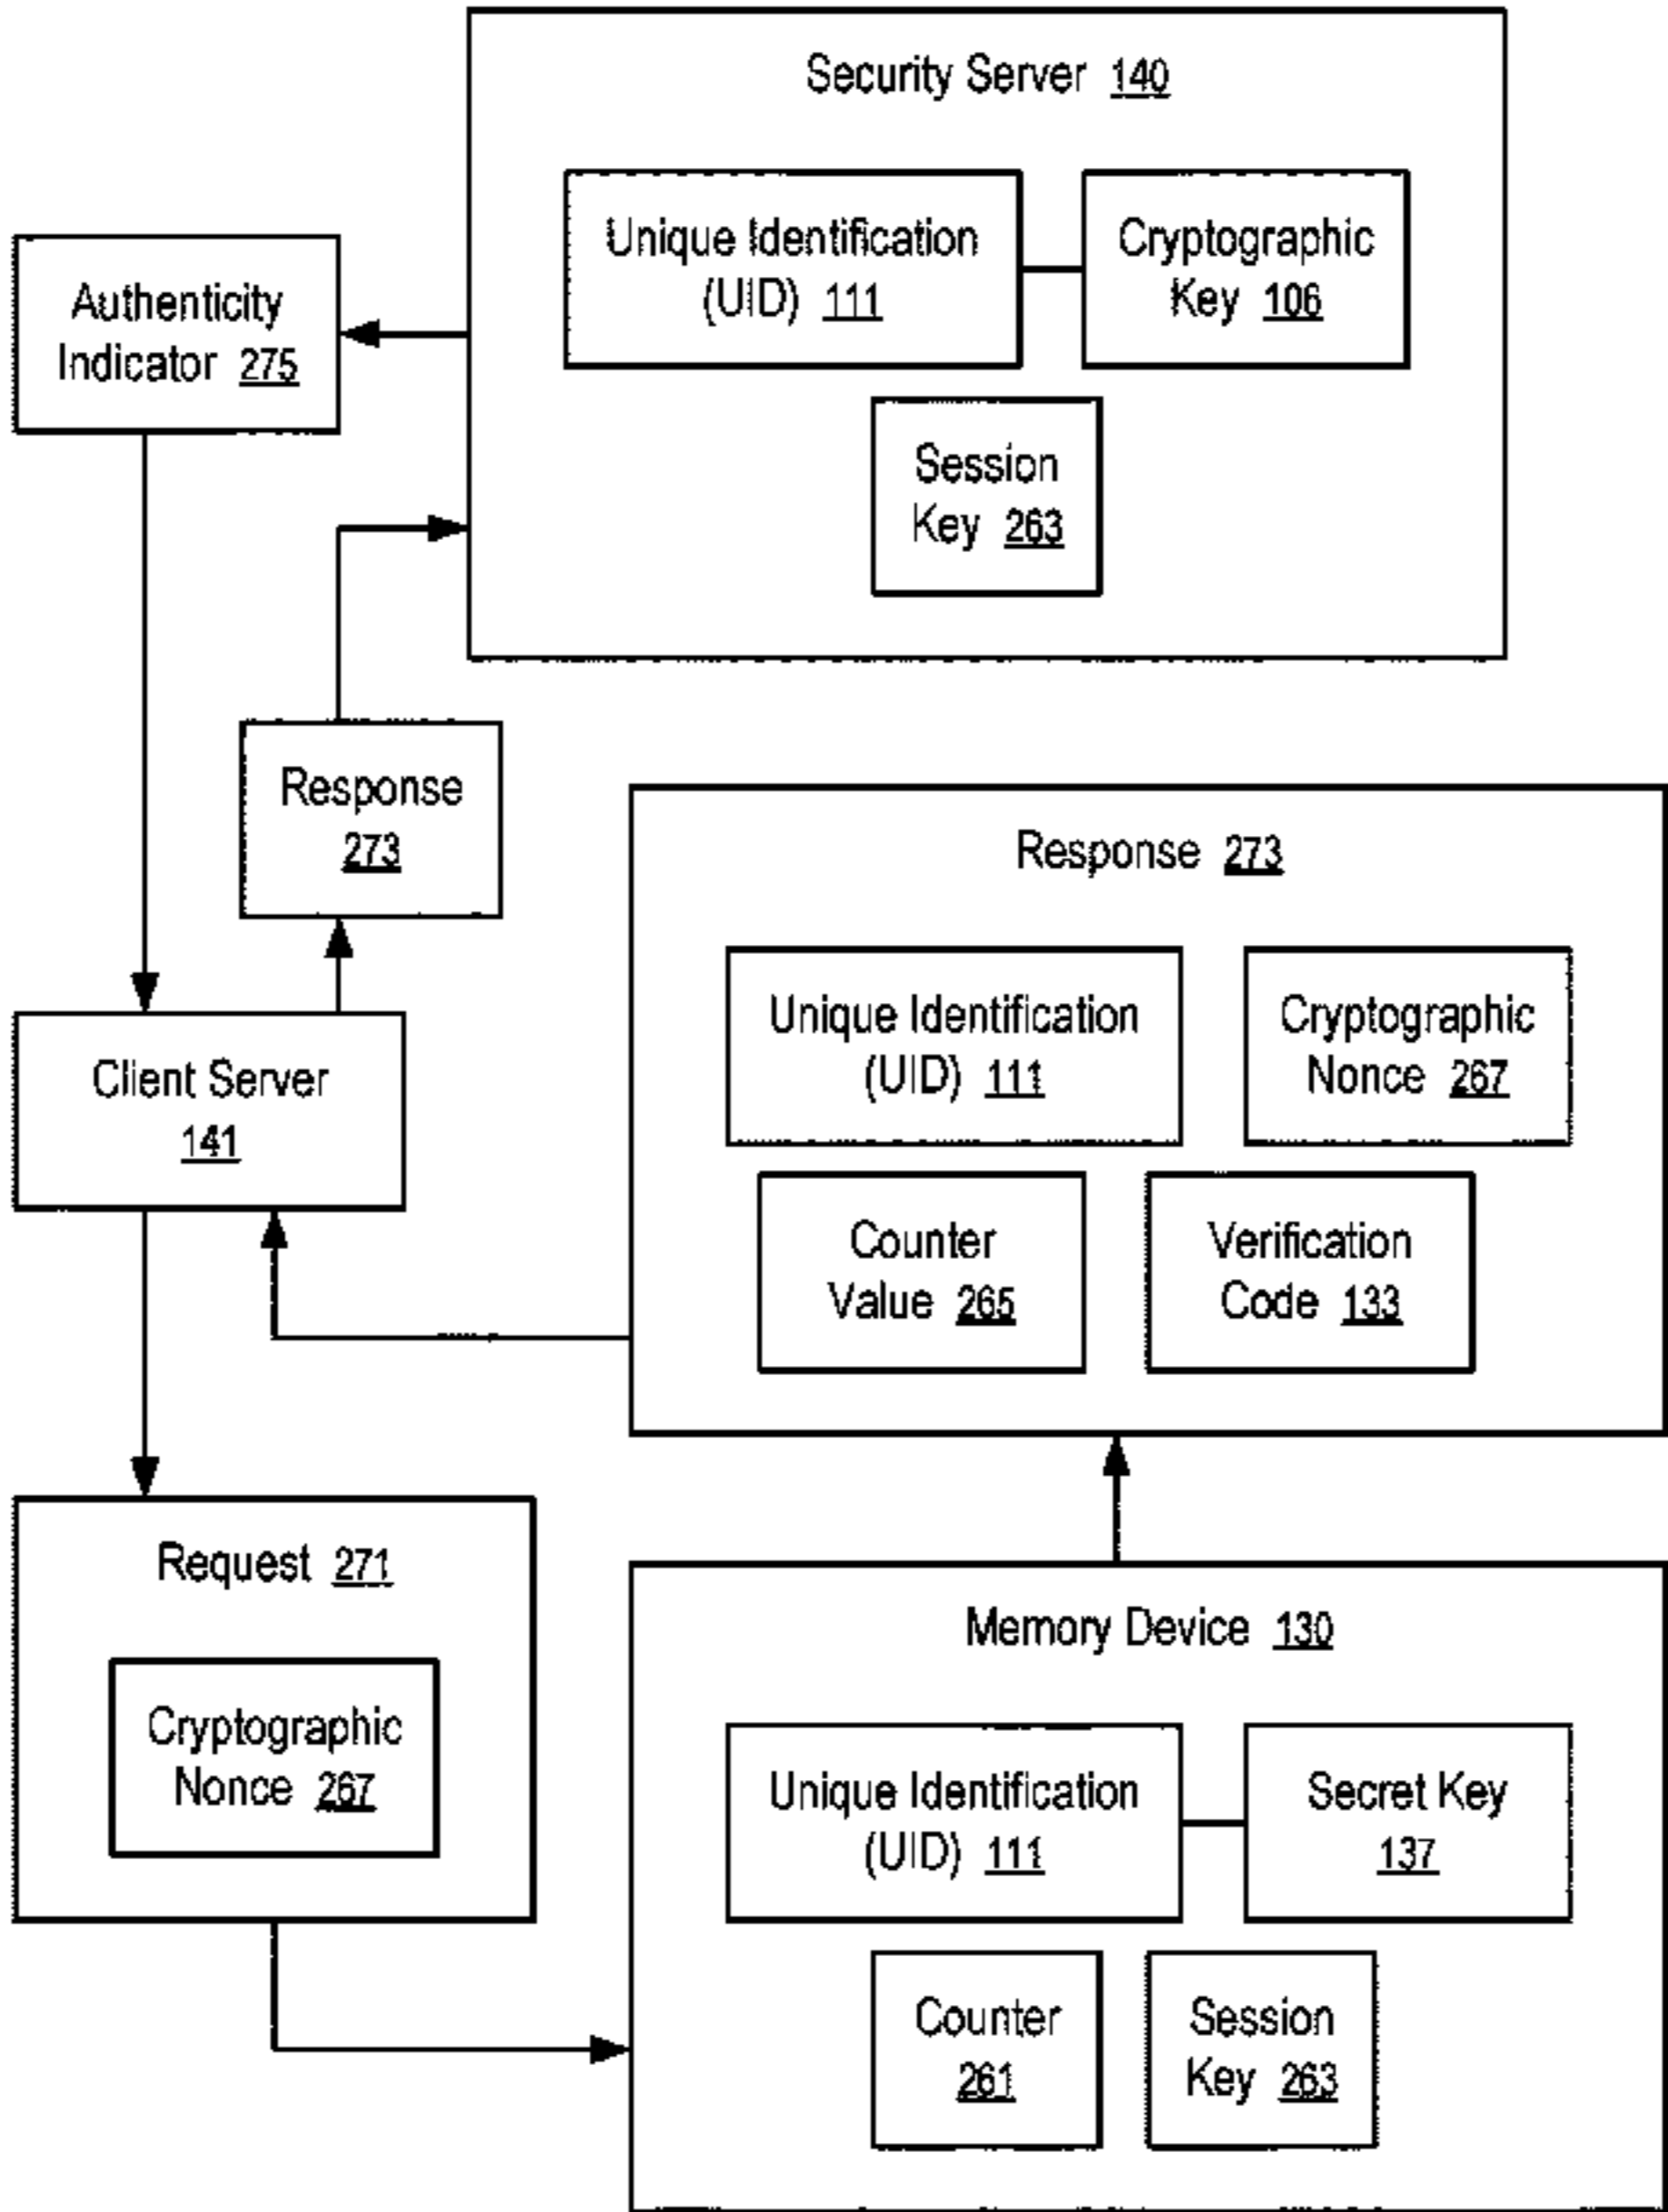 Security Server 140
Unique Identification
(UID) 111
Cryptographic
Key 106
Session
Key 263
Authenticity
Indicator 275
Response
273
Client Server
141
Response 273
Unique Identification
(UID) 111
Cryptographic
Nonce 267
Counter
Value 265
Verification
Code 133
Request 271
Cryptographic
Nonce 267
Memory Device 130
Unique Identification
(UID) 111
Secret Key
137
Counter
261
Session
Key 263